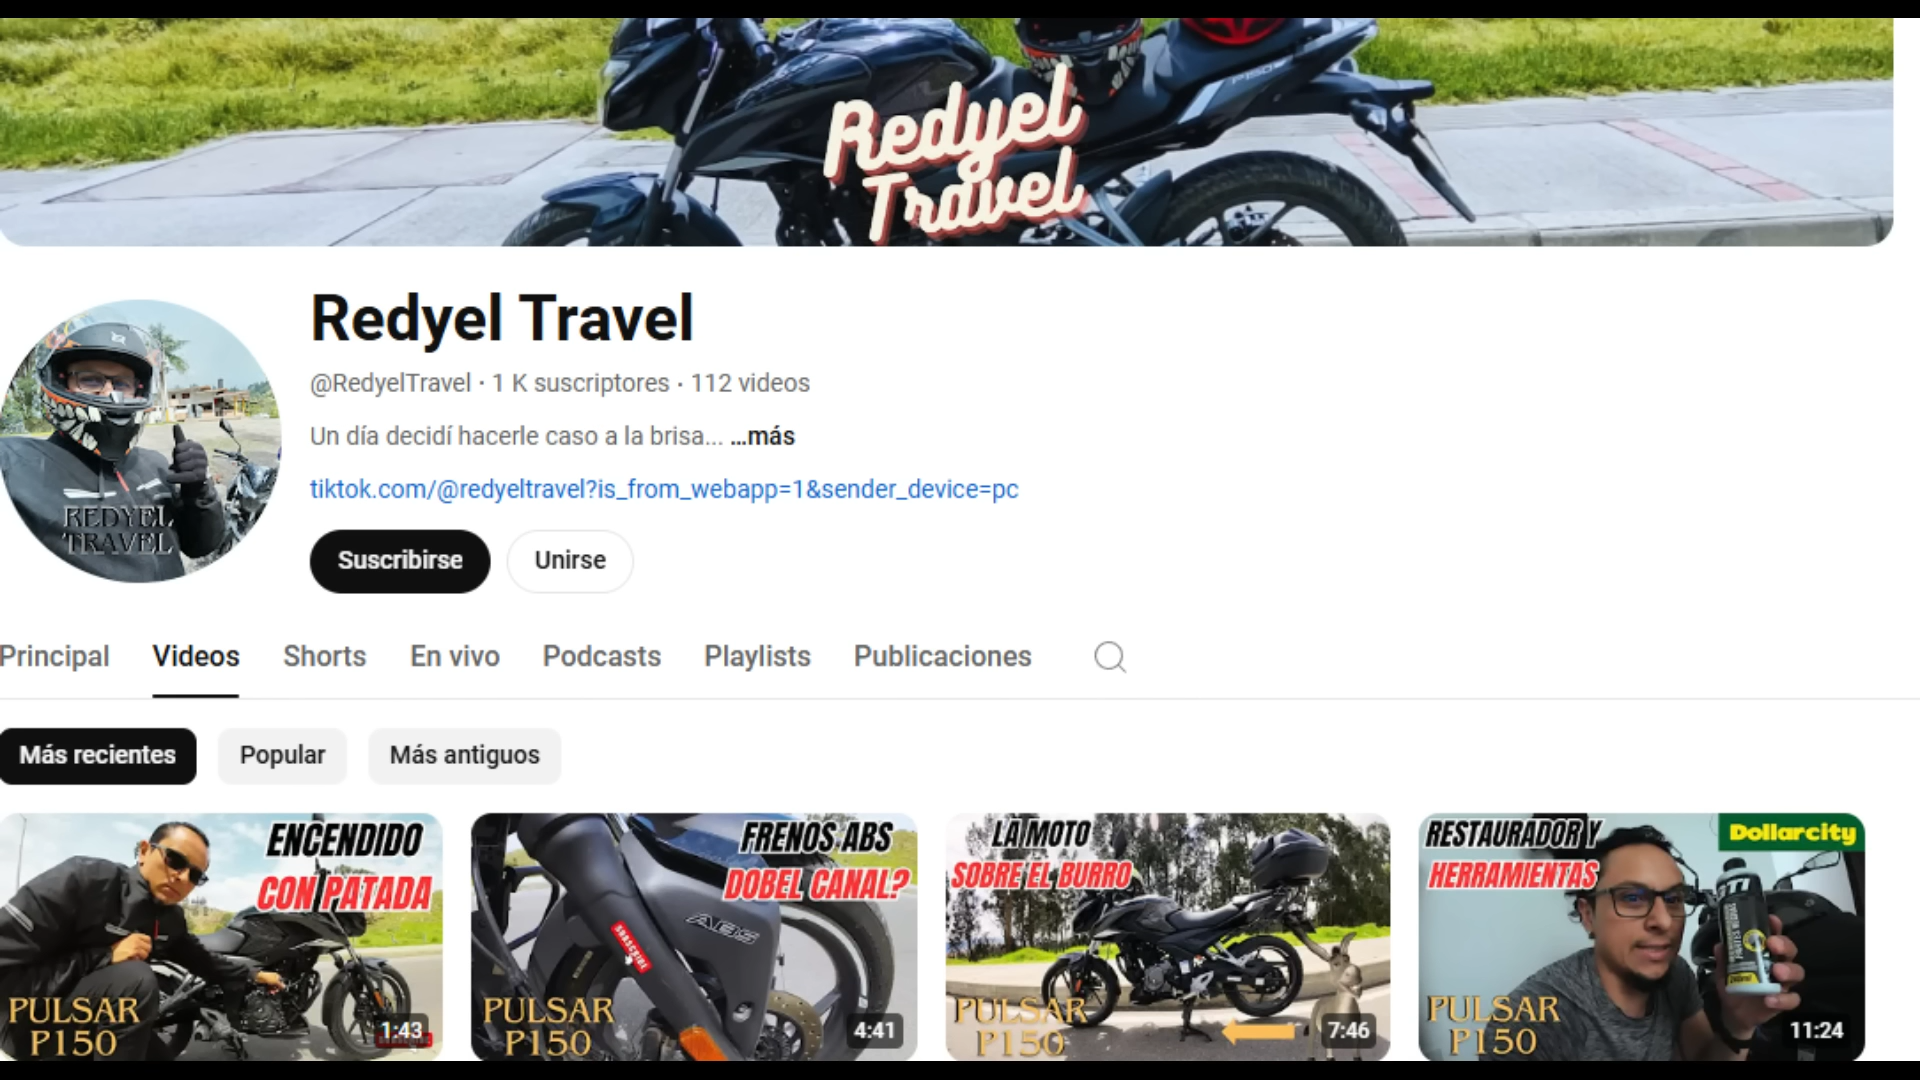 P150
Redyel
Travel
Redyel Travel
@RedyelTravel · 1 K suscriptores · 112 videos
Un día decidí hacerle caso a la brisa... ...más
tiktok.com/@redyeltravel?is_from_webapp=1&sender_device=pc
REDYEL
TRAVEL
Suscribirse Unirse
Principal Videos Shorts En vivo Podcasts Playlists Publicaciones
Más recientes Popular Más antiguos
ENCENDIDO
CON PATADA
PULSAR
P150
1:43
FRENOS ABS
DOBEL CANAL?
ABS
SUBSCRIBE
PULSAR
P150
4:41
LA MOTO
SOBRE EL BURRO
PULSAR
P150
7:46
RESTAURADOR Y
HERRAMIENTAS
Dollarcity
PULSAR
P150
11:24